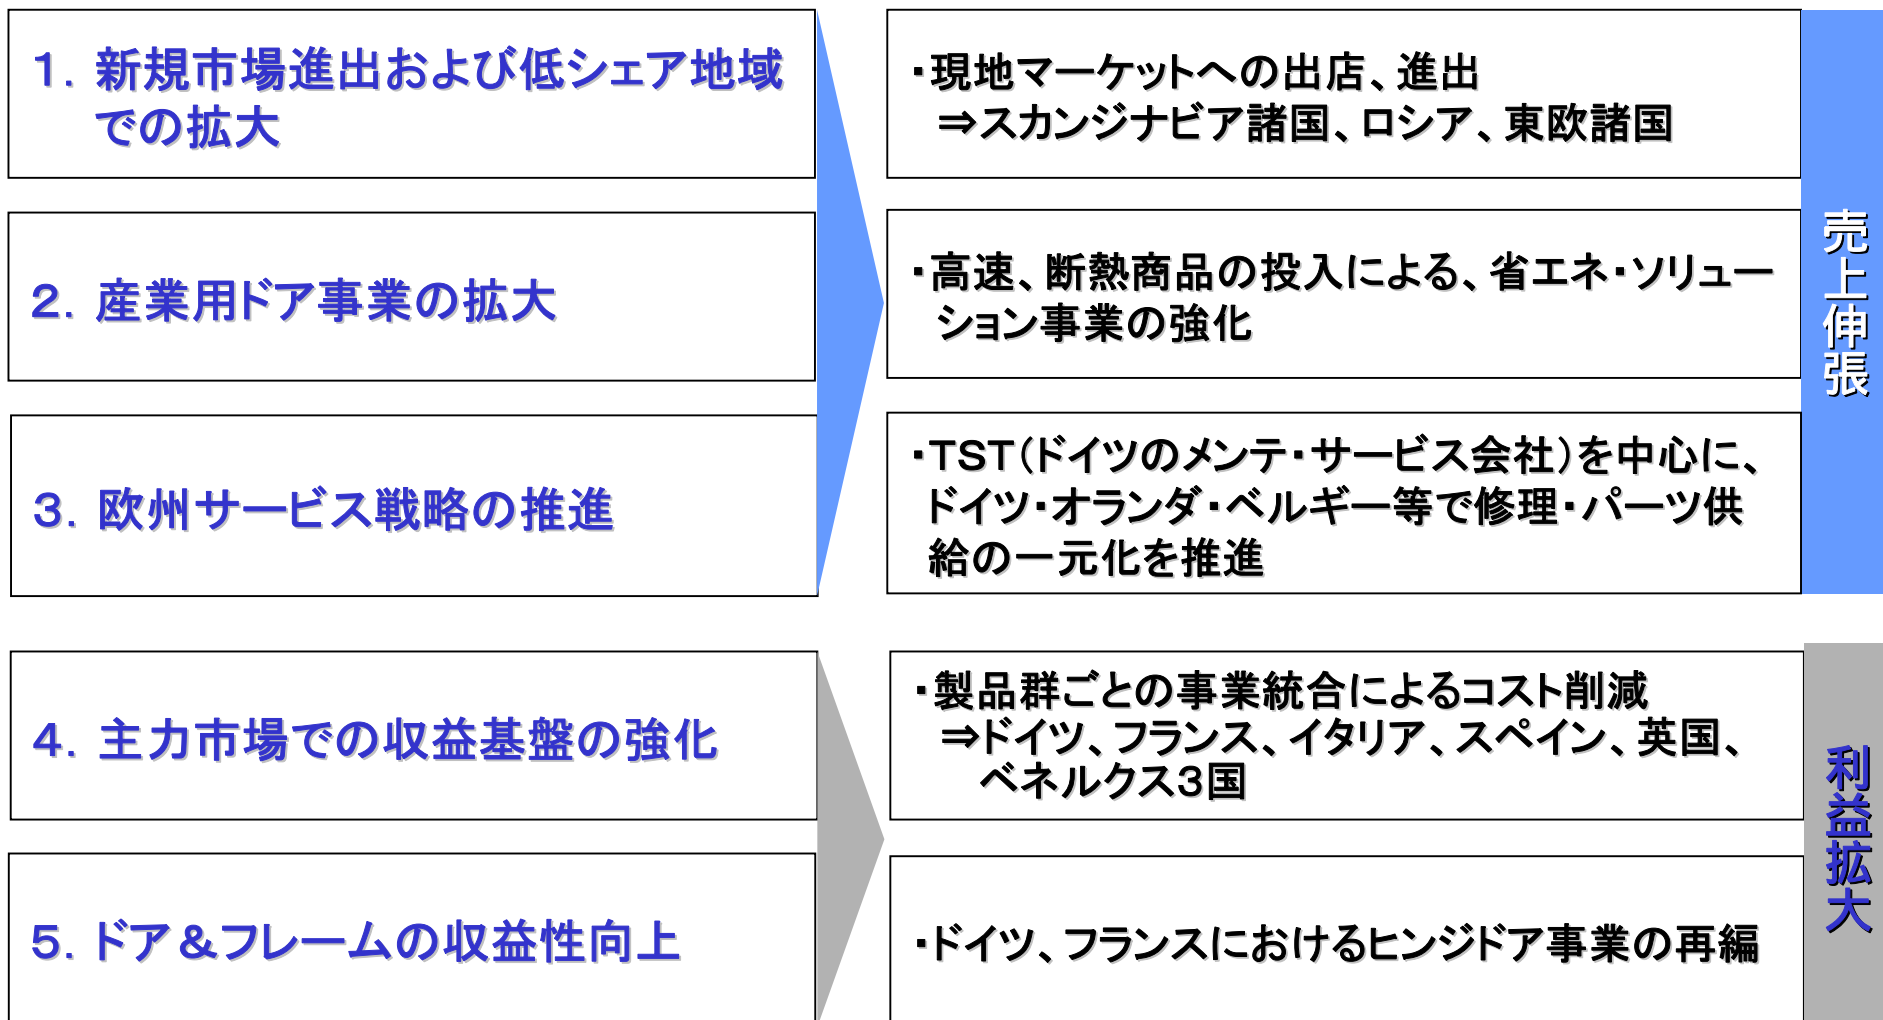 1. 新規市場進出および低シェア地域
での拡大
・現地マーケットへの出店、進出
⇒スカンジナビア諸国、ロシア、東欧諸国
2. 産業用ドア事業の拡大
・高速、断熱商品の投入による、省エネ・ソリュー
ション事業の強化
3. 欧州サービス戦略の推進
・TST（ドイツのメンテ・サービス会社）を中心に、
ドイツ・オランダ・ベルギー等で修理・パーツ供
給の一元化を推進
売上伸張
4. 主力市場での収益基盤の強化
・製品群ごとの事業統合によるコスト削減
⇒ドイツ、フランス、イタリア、スペイン、英国、
ベネルクス3国
5. ドア＆フレームの収益性向上
・ドイツ、フランスにおけるヒンジドア事業の再編
利益拡大